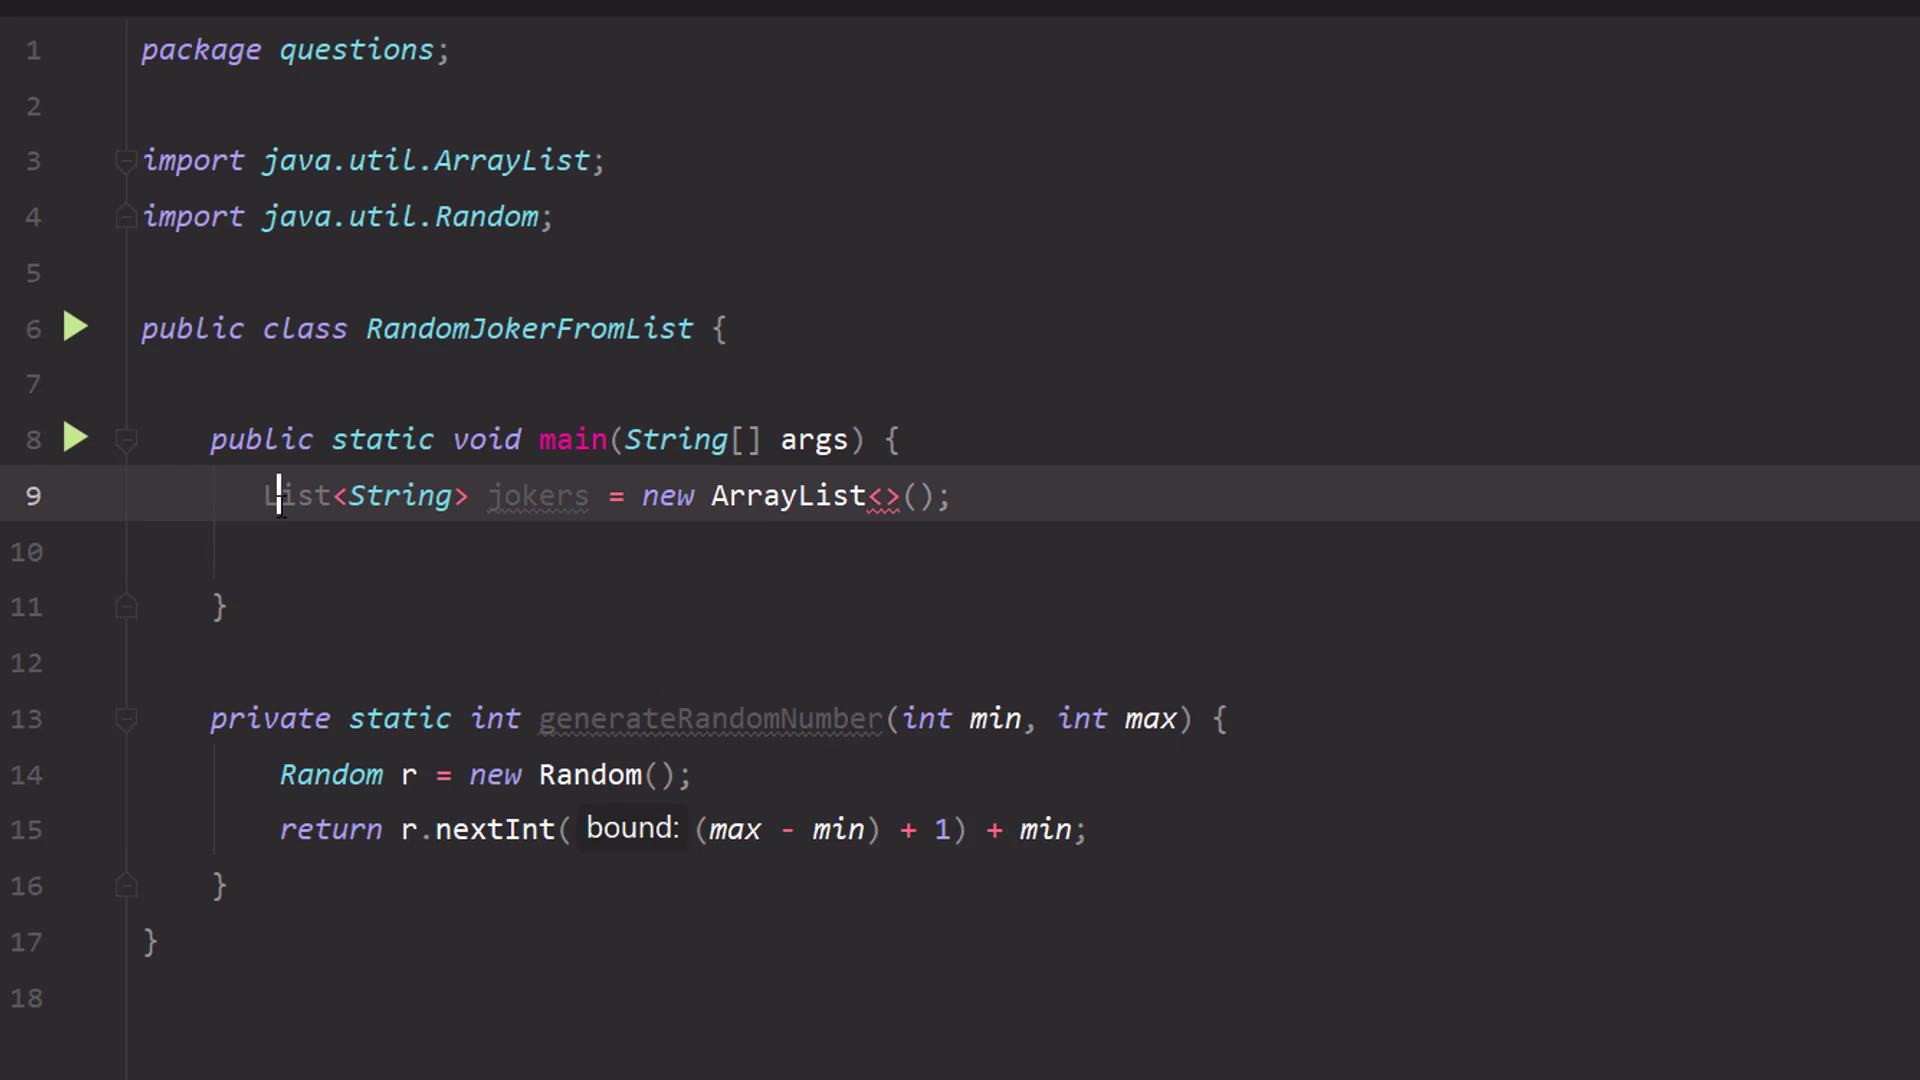 1 package questions;
2
3 import java.util.ArrayList;
4 import java.util.Random;
5
6 public class RandomJokerFromList {
7
8 public static void main(String[] args) {
9 List<String> jokers = new ArrayList<>();
10
11 }
12
13 private static int generateRandomNumber(int min, int max) {
14 Random r = new Random();
15 return r.nextInt( bound: (max - min) + 1) + min;
16 }
17 }
18